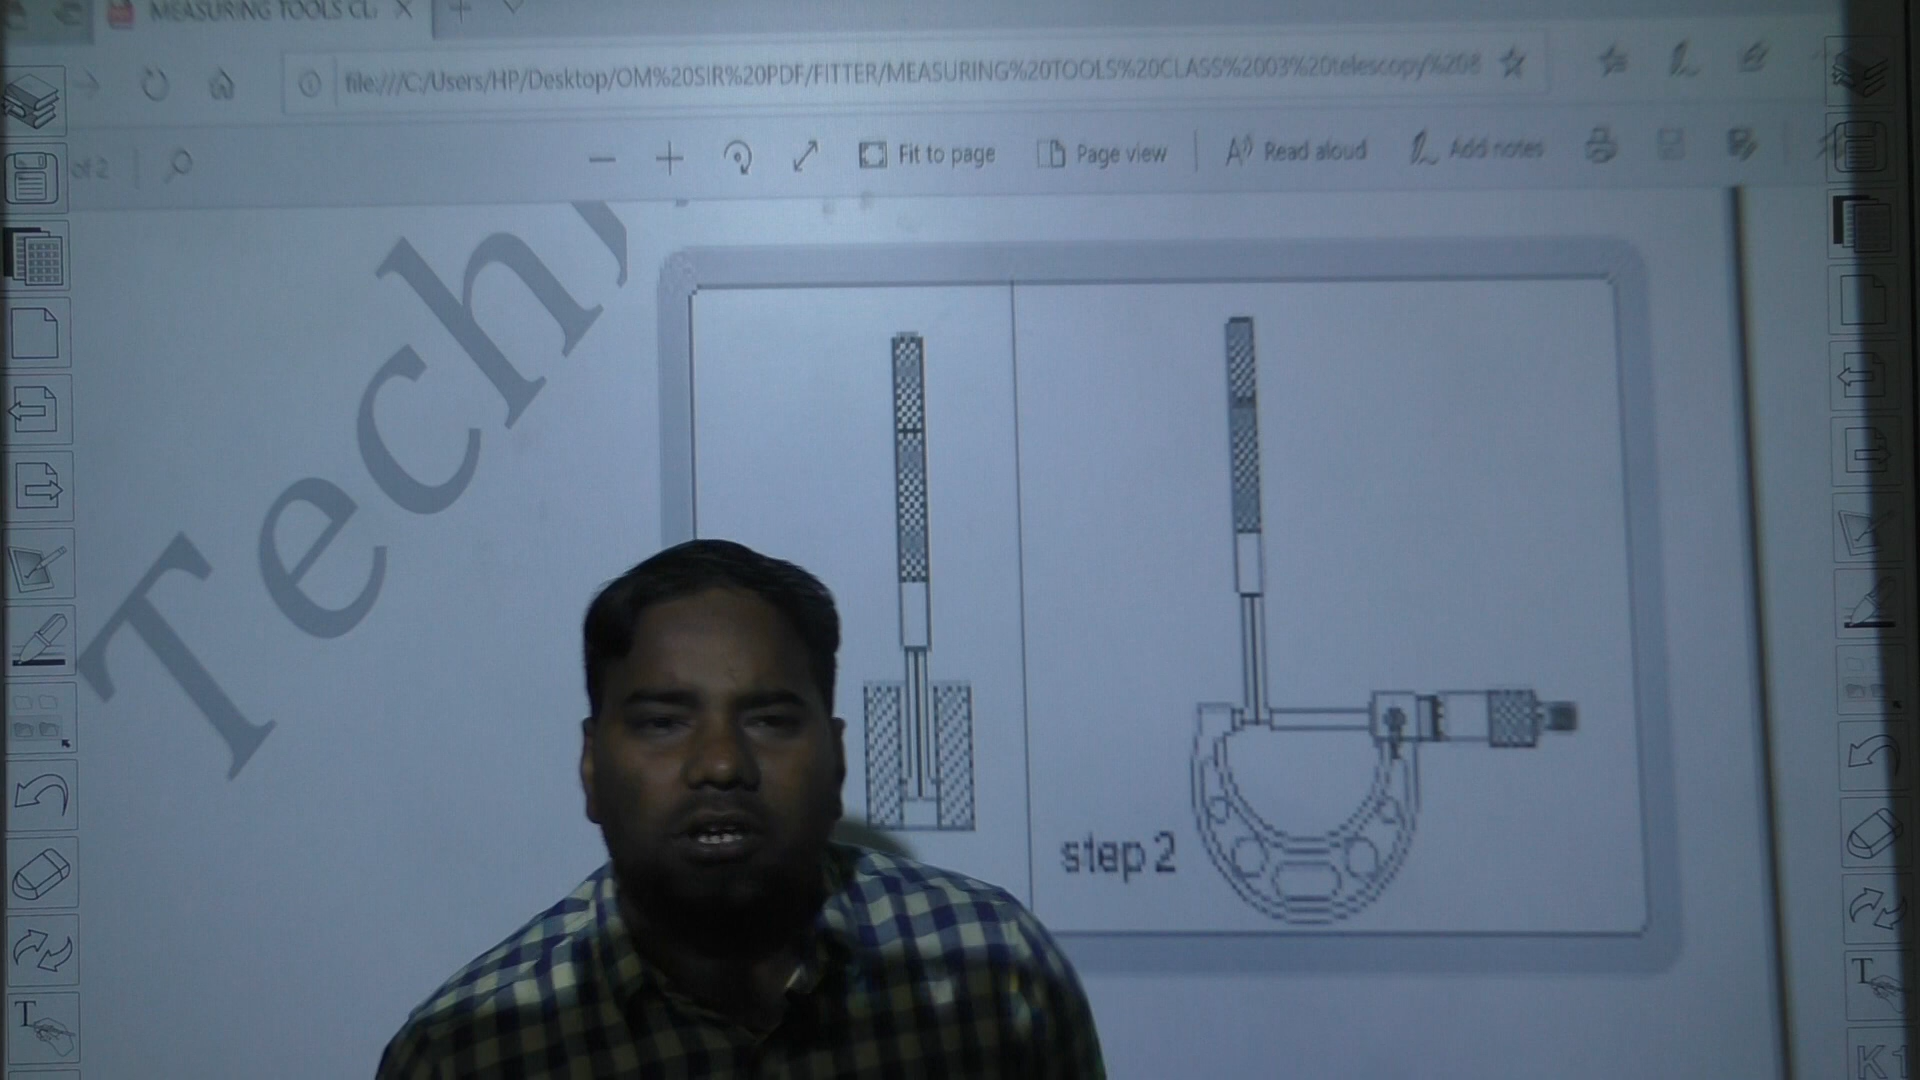 MEASURING TOOLS CL
file:///C:/Users/HP/Desktop/OM%20SIR%20PDF/FITTER/MEASURING%20TOOLS%20CLASS%2003%20telescopy%208
of 2
Fit to page
Page view
Read aloud
Add notes
Tech
step 2
T
T
K1